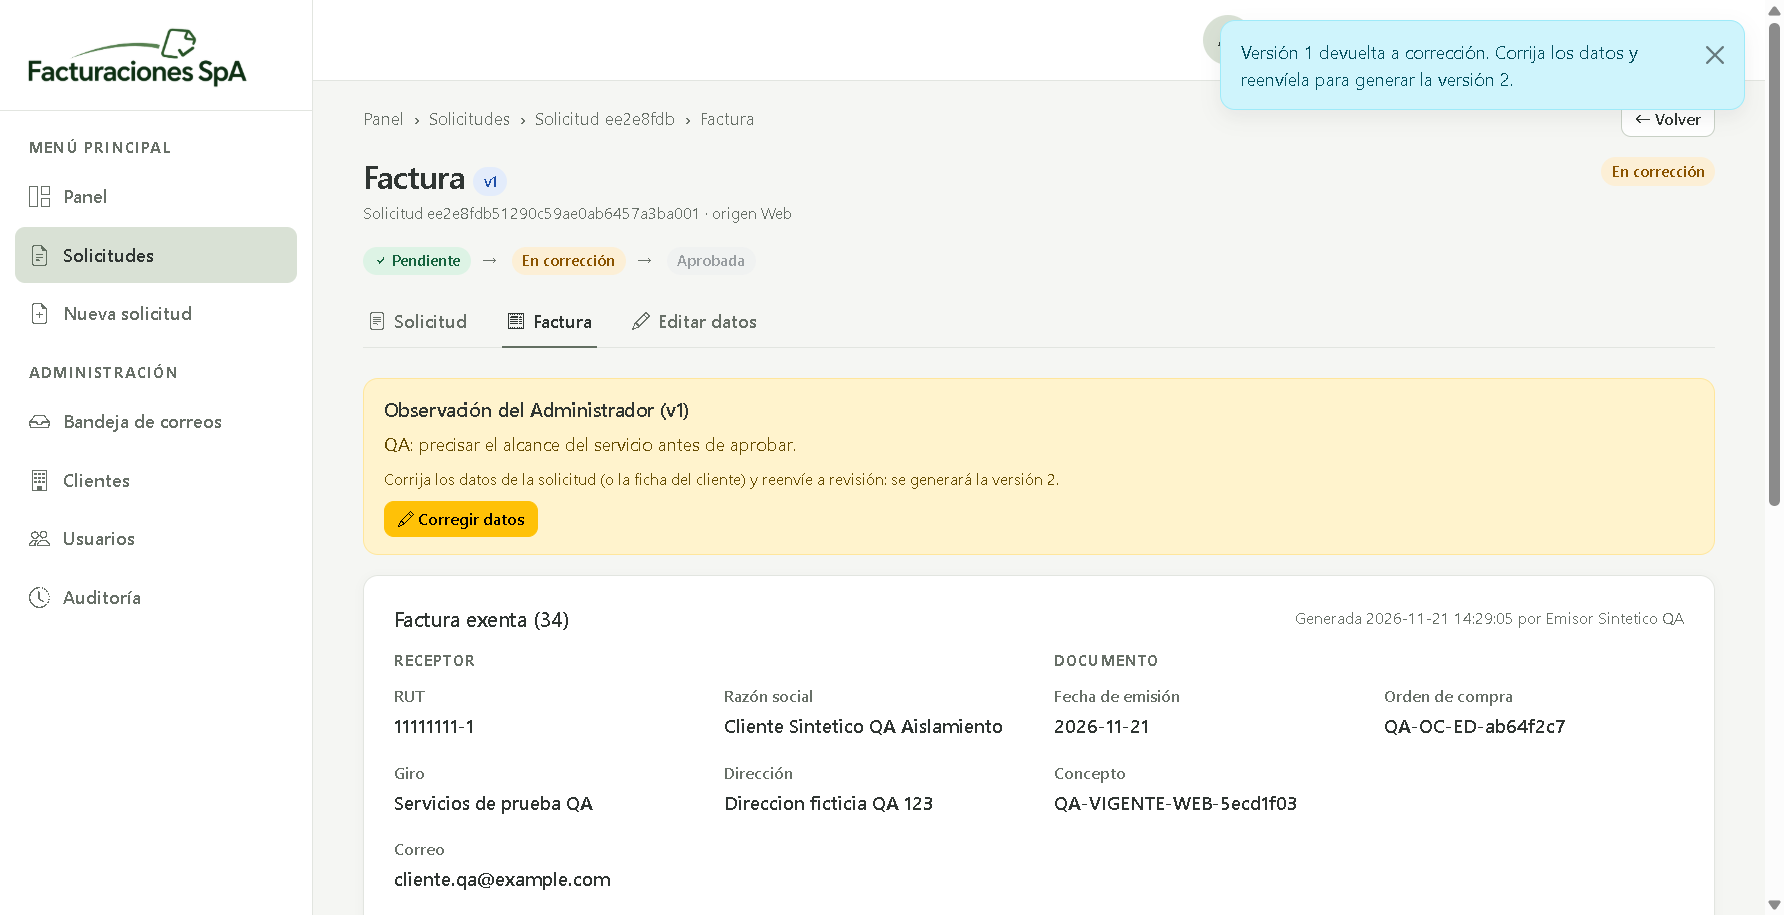 Facturaciones SpA
MENÚ PRINCIPAL
Panel
Solicitudes
Nueva solicitud
ADMINISTRACIÓN
Bandeja de correos
Clientes
Usuarios
Auditoría
Versión 1 devuelta a corrección. Corrija los datos y
reenvíela para generar la versión 2.
Panel › Solicitudes › Solicitud ee2e8fdb › Factura
← Volver
Factura v1
En corrección
Solicitud ee2e8fdb51290c59ae0ab6457a3ba001 · origen Web
✓ Pendiente → En corrección → Aprobada
Solicitud Factura Editar datos
Observación del Administrador (v1)
QA: precisar el alcance del servicio antes de aprobar.
Corrija los datos de la solicitud (o la ficha del cliente) y reenvíe a revisión: se generará la versión 2.
Corregir datos
Factura exenta (34)
Generada 2026-11-21 14:29:05 por Emisor Sintetico QA
RECEPTOR
RUT
11111111-1
Razón social
Cliente Sintetico QA Aislamiento
Giro
Servicios de prueba QA
Dirección
Direccion ficticia QA 123
Correo
cliente.qa@example.com
DOCUMENTO
Fecha de emisión
2026-11-21
Orden de compra
QA-OC-ED-ab64f2c7
Concepto
QA-VIGENTE-WEB-5ecd1f03